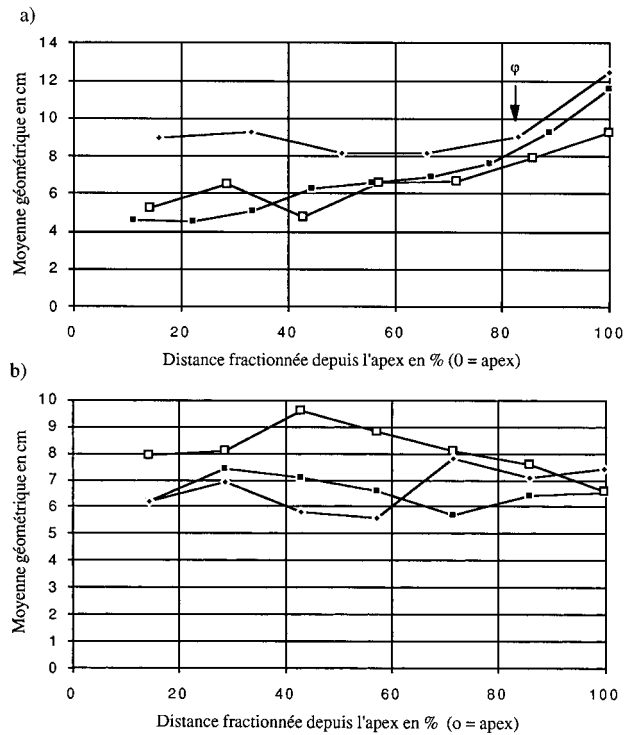 a)
Moyenne géométrique en cm
14
12
10
8
6
4
2
0
φ
0 20 40 60 80 100
Distance fractionnée depuis l'apex en % (0 = apex)
b)
Moyenne géométrique en cm
10
9
8
7
6
5
4
3
2
1
0
0 20 40 60 80 100
Distance fractionnée depuis l'apex en % (o = apex)